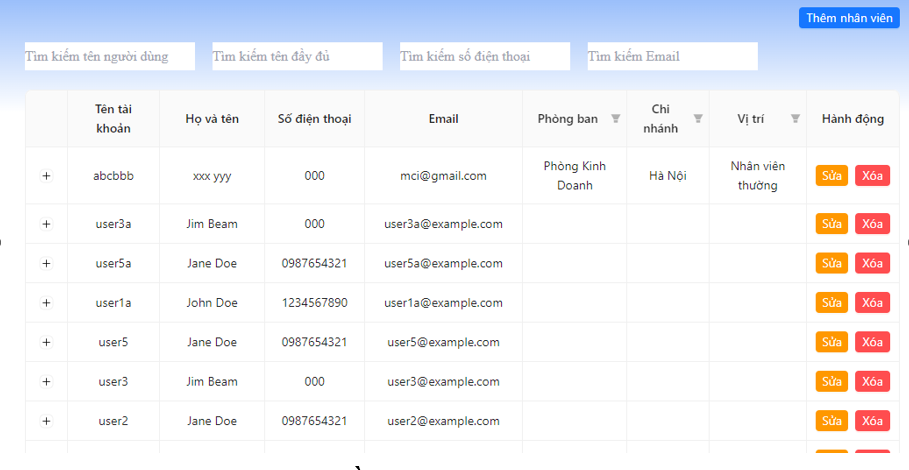 Thêm nhân viên
Tìm kiếm tên người dùng Tìm kiếm tên đầy đủ Tìm kiếm số điện thoại Tìm kiếm Email
Tên tài khoản Họ và tên Số điện thoại Email Phòng ban Chi nhánh Vị trí Hành động
+ abcbbb xxx yyy 000 mci@gmail.com Phòng Kinh Doanh Hà Nội Nhân viên thường Sửa Xóa
+ user3a Jim Beam 000 user3a@example.com Sửa Xóa
+ user5a Jane Doe 0987654321 user5a@example.com Sửa Xóa
+ user1a John Doe 1234567890 user1a@example.com Sửa Xóa
+ user5 Jane Doe 0987654321 user5@example.com Sửa Xóa
+ user3 Jim Beam 000 user3@example.com Sửa Xóa
+ user2 Jane Doe 0987654321 user2@example.com Sửa Xóa